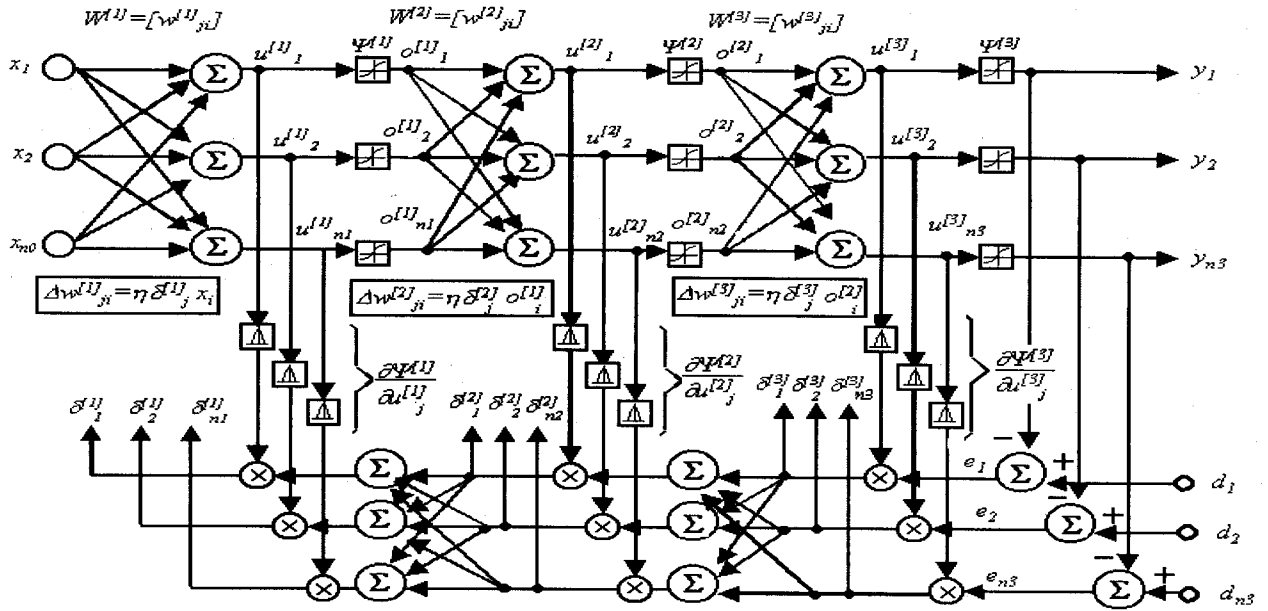 W[1]=[w[1]ji] W[2]=[w[2]ji] W[3]=[w[3]ji]
x1 Σ u[1]1 Ψ[1] o[1]1 Σ u[2]1 Ψ[2] o[2]1 Σ u[3]1 Ψ[3] y1
x2 Σ u[1]2 o[1]2 Σ u[2]2 o[2]2 Σ u[3]2 y2
xn0 Σ u[1]n1 o[1]n1 Σ u[2]n2 o[2]n2 Σ u[3]n3 yn3
Δw[1]ji=η δ[1]j xi Δw[2]ji=η δ[2]j o[1]i Δw[3]ji=η δ[3]j o[2]i
∂Ψ[1] ∂Ψ[2] ∂Ψ[3]
∂u[1]j ∂u[2]j ∂u[3]j
δ[1]1 δ[1]2 δ[1]n1 δ[2]1 δ[2]2 δ[2]n2 δ[3]1 δ[3]2 δ[3]n3
× Σ × Σ × e1 − Σ + d1
× Σ × Σ × e2 − Σ + d2
× Σ × Σ × en3 − Σ + dn3